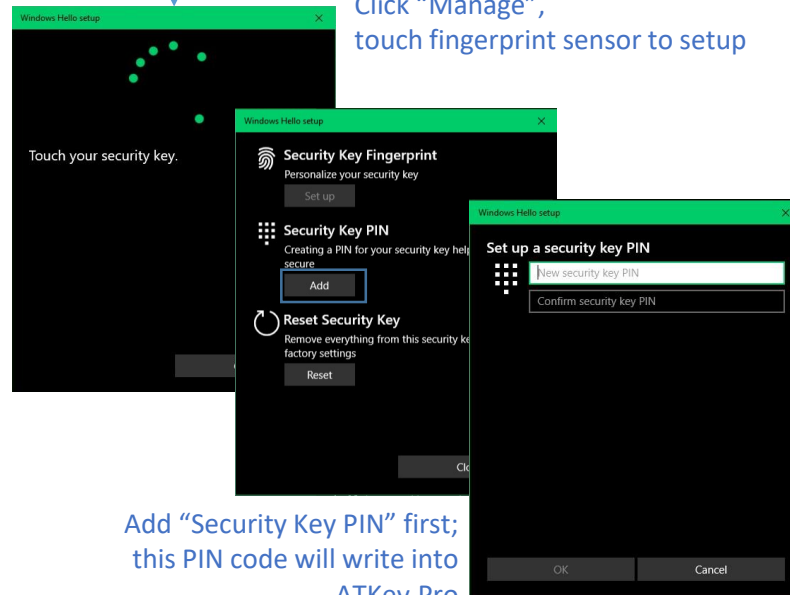 Click "Manage",
touch fingerprint sensor to setup
Windows Hello setup
Touch your security key.
Windows Hello setup
Security Key Fingerprint
Personalize your security key
Set up
Security Key PIN
Creating a PIN for your security key help
secure
Add
Reset Security Key
Remove everything from this security
factory settings
Reset
Windows Hello setup
Set up a security key PIN
New security key PIN
Confirm security key PIN
OK
Cancel
Add "Security Key PIN" first;
this PIN code will write into
ATKey Pro